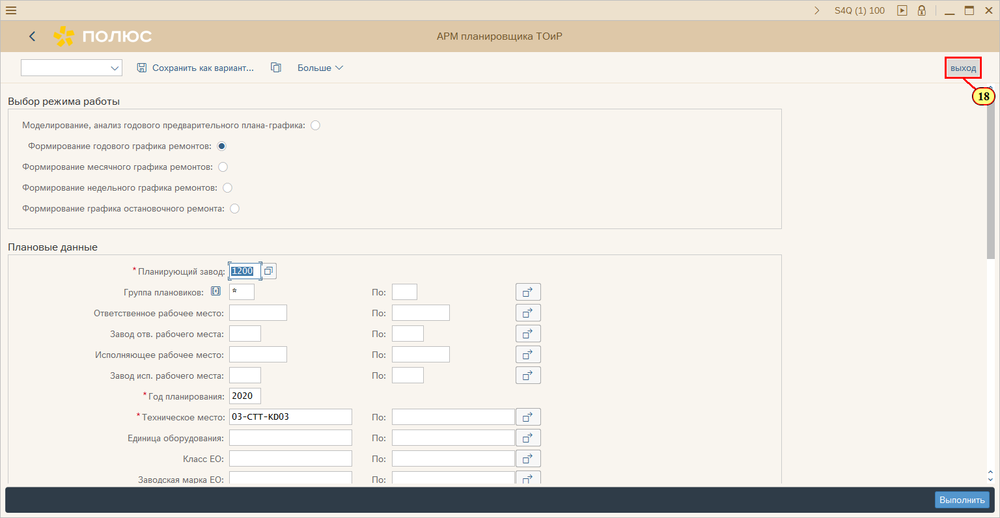 S4Q (1) 100
ПОЛЮС
АРМ планировщика ТОиР
Сохранить как вариант... Больше выход
18
Выбор режима работы
Моделирование, анализ годового предварительного плана-графика:
Формирование годового графика ремонтов:
Формирование месячного графика ремонтов:
Формирование недельного графика ремонтов:
Формирование графика остановочного ремонта:
Плановые данные
* Планирующий завод: 1200
Группа плановиков: * По:
Ответственное рабочее место: По:
Завод отв. рабочего места: По:
Исполняющее рабочее место: По:
Завод исп. рабочего места: По:
* Год планирования: 2020
* Техническое место: 03-CTT-KD03 По:
Единица оборудования: По:
Класс ЕО: По:
Заводская марка ЕО: По:
Выполнить